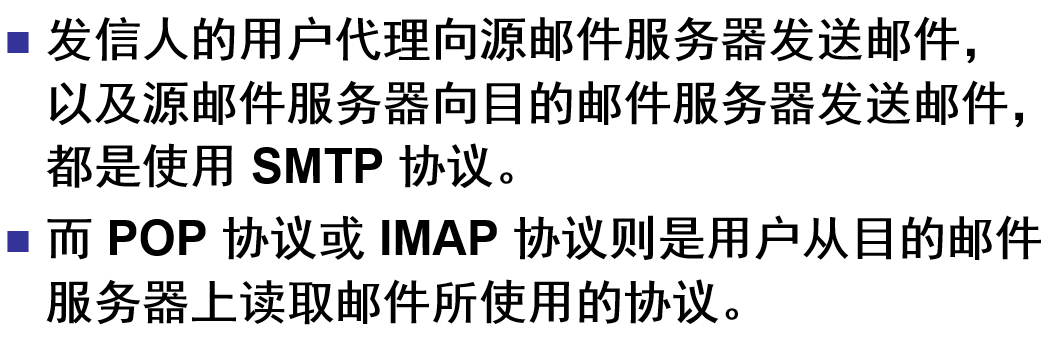 ■ 发信人的用户代理向源邮件服务器发送邮件，
以及源邮件服务器向目的邮件服务器发送邮件，
都是使用 SMTP 协议。
■ 而 POP 协议或 IMAP 协议则是用户从目的邮件
服务器上读取邮件所使用的协议。